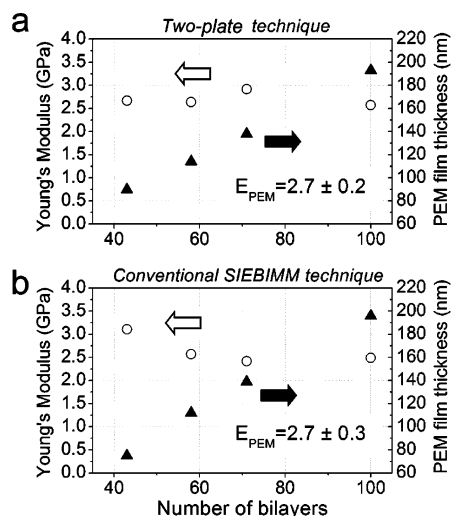 a
Two-plate technique
4.0
3.5
3.0
2.5
2.0
1.5
1.0
0.5
0.0
Young's Modulus (GPa)
220
200
180
160
140
120
100
80
60
PEM film thickness (nm)
E_PEM=2.7 ± 0.2
40 60 80 100
b
Conventional SIEBIMM technique
4.0
3.5
3.0
2.5
2.0
1.5
1.0
0.5
0.0
Young's Modulus (GPa)
220
200
180
160
140
120
100
80
60
PEM film thickness (nm)
E_PEM=2.7 ± 0.3
40 60 80 100
Number of bilayers